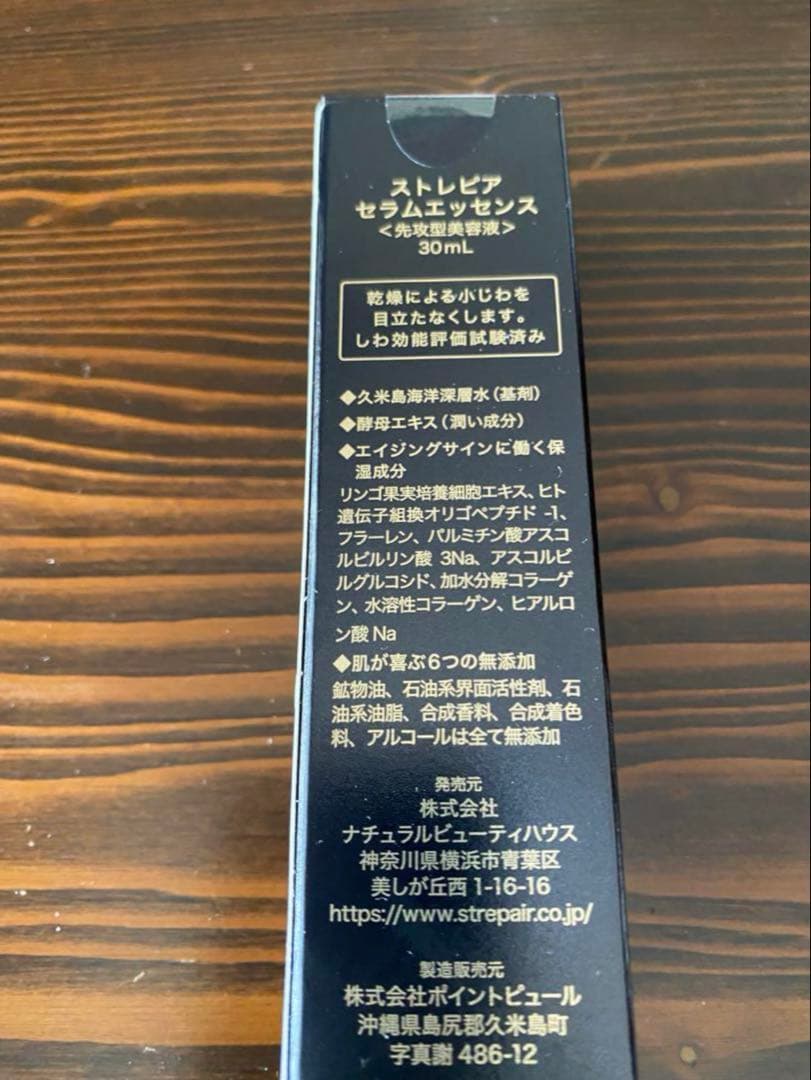 ストレピア
セラムエッセンス
＜先攻型美容液＞
30mL
乾燥による小じわを
目立たなくします。
しわ効能評価試験済み
◆久米島海洋深層水（基剤）
◆酵母エキス（潤い成分）
◆エイジングサインに働く保
湿成分
リンゴ果実培養細胞エキス、ヒト
遺伝子組換オリゴペプチド -1、
フラーレン、パルミチン酸アスコ
ルビルリン酸 3Na、アスコルビ
ルグルコシド、加水分解コラーゲ
ン、水溶性コラーゲン、ヒアルロ
ン酸 Na
◆肌が喜ぶ6つの無添加
鉱物油、石油系界面活性剤、石
油系油脂、合成香料、合成着色
料、アルコールは全て無添加
発売元
株式会社
ナチュラルビューティハウス
神奈川県横浜市青葉区
美しが丘西 1-16-16
https://www.strepair.co.jp/
製造販売元
株式会社ポイントピュール
沖縄県島尻郡久米島町
字真謝 486-12